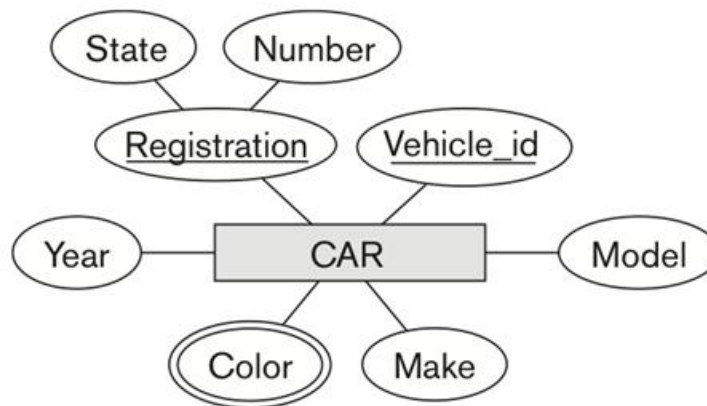 State
Number
Registration
Vehicle_id
Year
CAR
Model
Color
Make